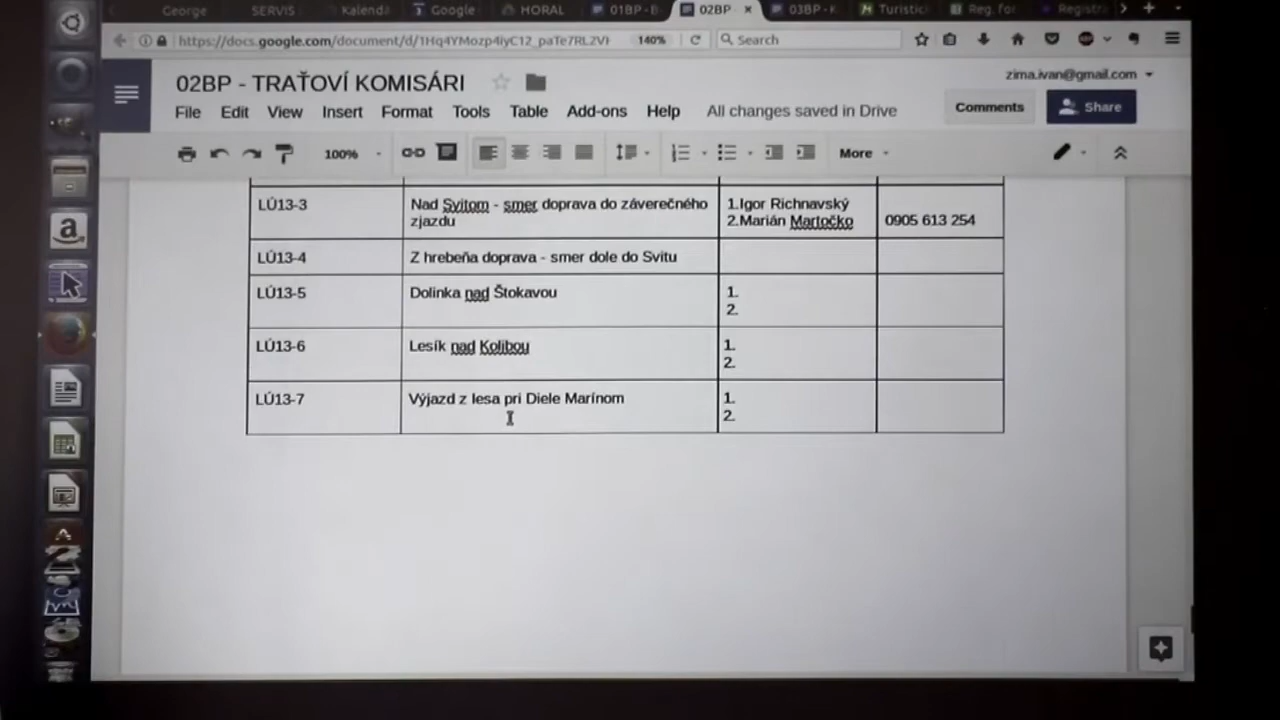 George SERVIS Kalend Google HORAL 01BP - B 02BP × 03BP - K Turistic Reg. for Registra
https://docs.google.com/document/d/1Hq4YMozp4iyC12_paTe7RLZVI 140% Search
02BP - TRAŤOVÍ KOMISÁRI
zima.ivan@gmail.com
File Edit View Insert Format Tools Table Add-ons Help All changes saved in Drive
Comments Share
100% More
LÚ13-3 Nad Svitom - smer doprava do záverečného 1.Igor Richnavský
zjazdu 2.Marián Martočko 0905 613 254
LÚ13-4 Z hrebeňa doprava - smer dole do Svitu
LÚ13-5 Dolinka nad Štokavou 1.
2.
LÚ13-6 Lesík nad Kolibou 1.
2.
LÚ13-7 Výjazd z lesa pri Diele Marínom 1.
2.